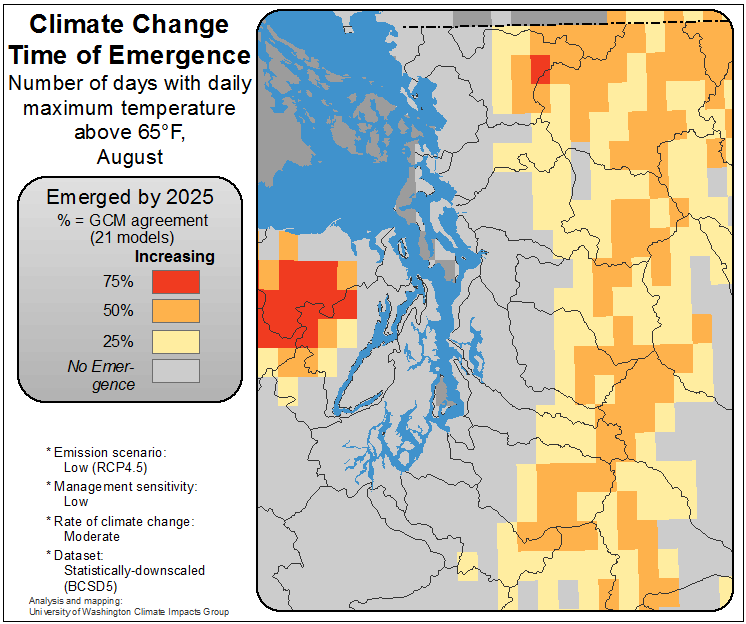 Climate Change
Time of Emergence
Number of days with daily
maximum temperature
above 65°F,
August
Emerged by 2025
% = GCM agreement
(21 models)
Increasing
75%
50%
25%
No Emer-
gence
* Emission scenario:
Low (RCP4.5)
* Management sensitivity:
Low
* Rate of climate change:
Moderate
* Dataset:
Statistically-downscaled
(BCSD5)
Analysis and mapping:
University of Washington Climate Impacts Group